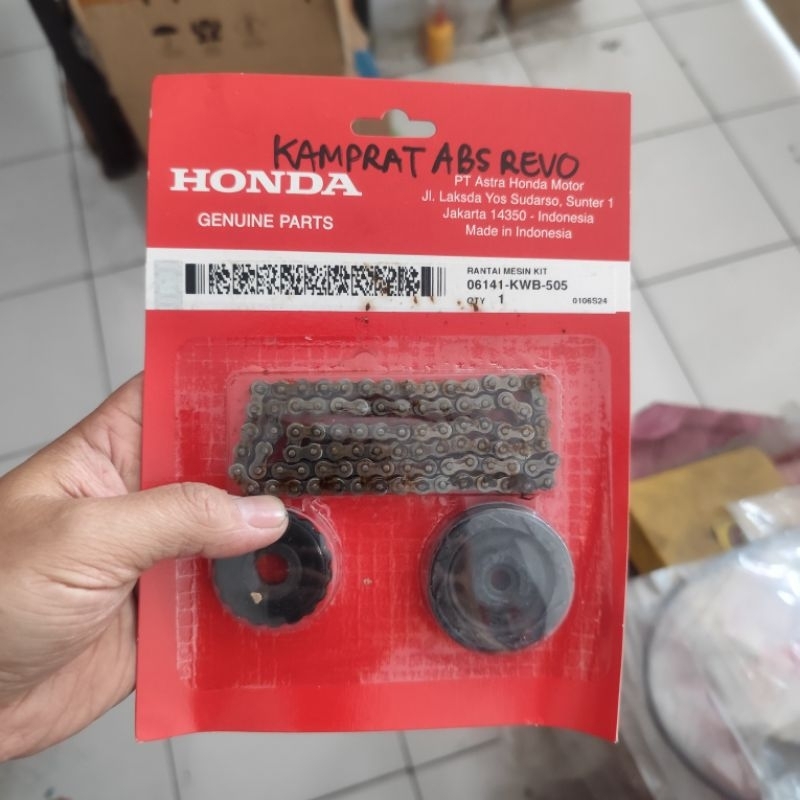 KAMPRAT ABS REVO
HONDA
GENUINE PARTS
PT Astra Honda Motor
Jl. Laksda Yos Sudarso, Sunter 1
Jakarta 14350 - Indonesia
Made in Indonesia
RANTAI MESIN KIT
06141-KWB-505
QTY 1
0106S24